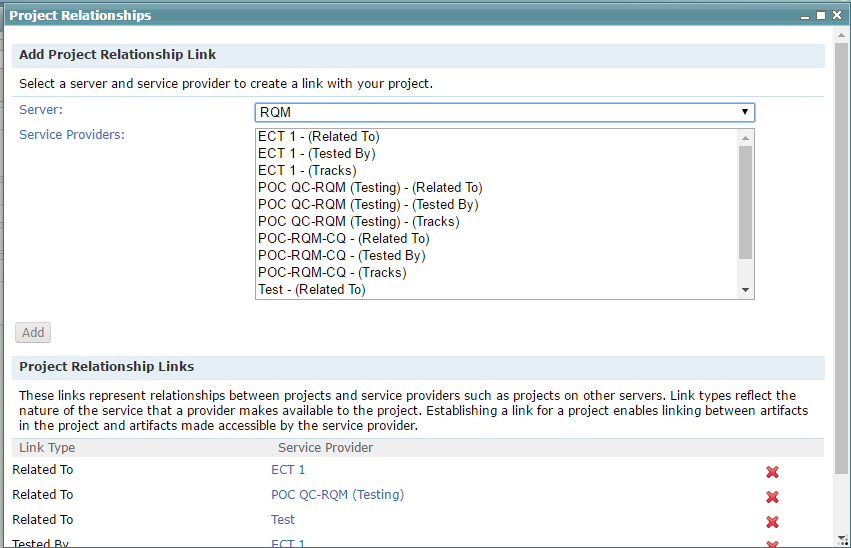 Project Relationships
Add Project Relationship Link
Select a server and service provider to create a link with your project.
Server:
RQM
Service Providers:
ECT 1 - (Related To)
ECT 1 - (Tested By)
ECT 1 - (Tracks)
POC QC-RQM (Testing) - (Related To)
POC QC-RQM (Testing) - (Tested By)
POC QC-RQM (Testing) - (Tracks)
POC-RQM-CQ - (Related To)
POC-RQM-CQ - (Tested By)
POC-RQM-CQ - (Tracks)
Test - (Related To)
Add
Project Relationship Links
These links represent relationships between projects and service providers such as projects on other servers. Link types reflect the
nature of the service that a provider makes available to the project. Establishing a link for a project enables linking between artifacts
in the project and artifacts made accessible by the service provider.
Link Type Service Provider
Related To ECT 1
Related To POC QC-RQM (Testing)
Related To Test
Tested By ECT 1